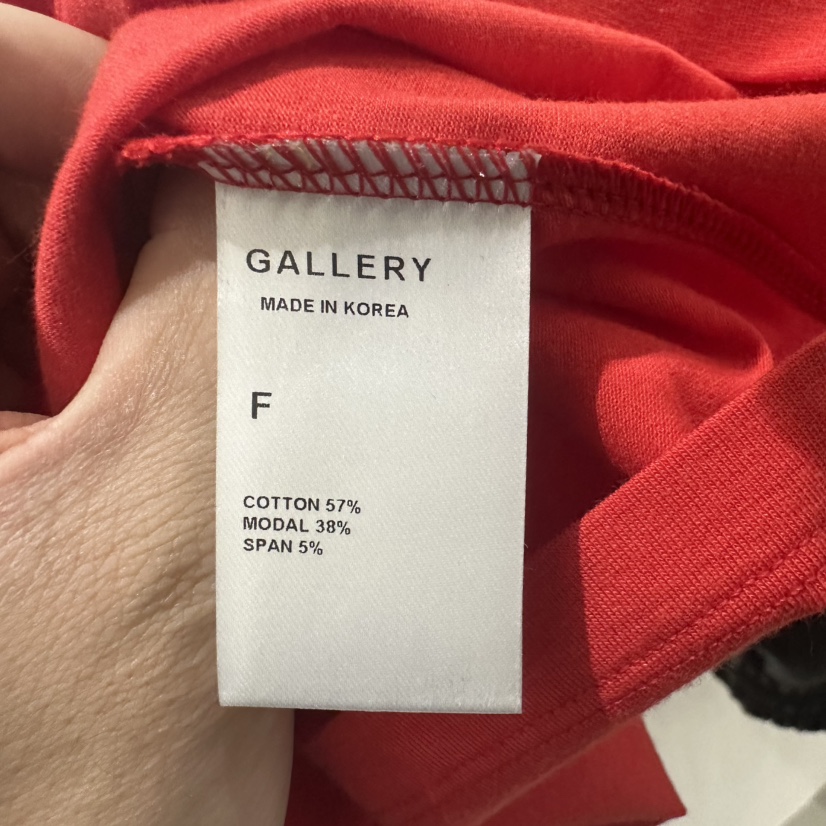 GALLERY
MADE IN KOREA
F
COTTON 57%
MODAL 38%
SPAN 5%